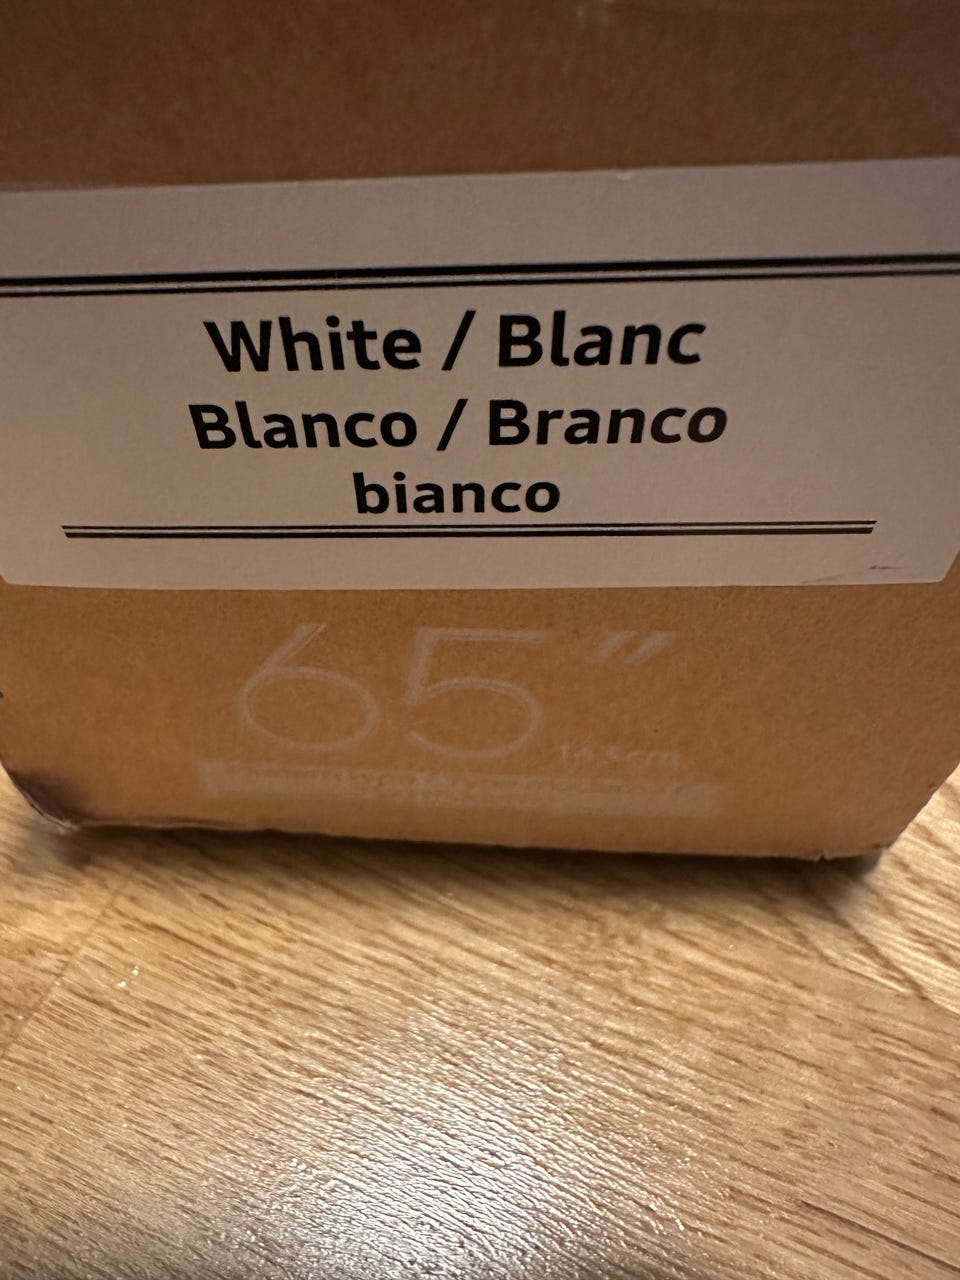 White / Blanc
Blanco / Branco
bianco
65”